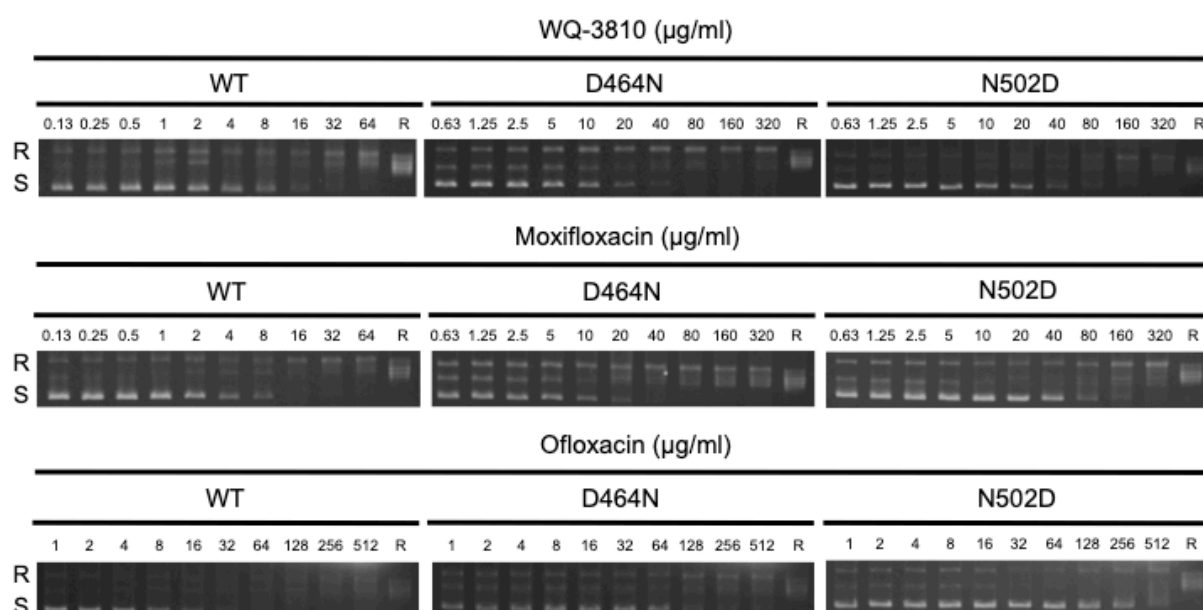 WQ-3810 (µg/ml)
WT D464N N502D
0.13 0.25 0.5 1 2 4 8 16 32 64 R 0.63 1.25 2.5 5 10 20 40 80 160 320 R 0.63 1.25 2.5 5 10 20 40 80 160 320 R
R
S
Moxifloxacin (µg/ml)
WT D464N N502D
0.13 0.25 0.5 1 2 4 8 16 32 64 R 0.63 1.25 2.5 5 10 20 40 80 160 320 R 0.63 1.25 2.5 5 10 20 40 80 160 320 R
R
S
Ofloxacin (µg/ml)
WT D464N N502D
1 2 4 8 16 32 64 128 256 512 R 1 2 4 8 16 32 64 128 256 512 R 1 2 4 8 16 32 64 128 256 512 R
R
S